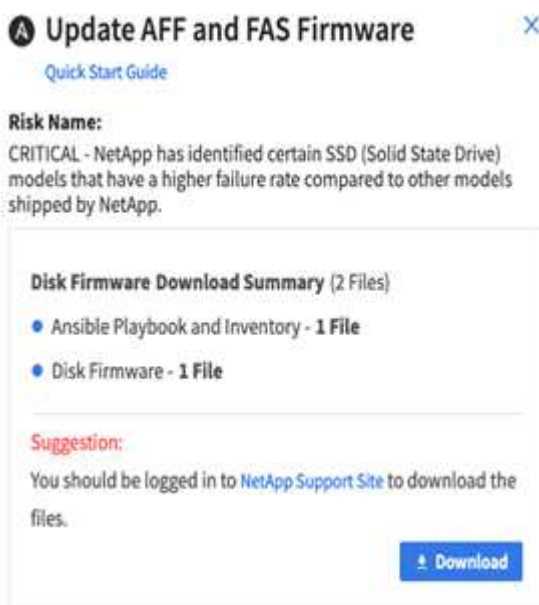 A Update AFF and FAS Firmware
Quick Start Guide
Risk Name:
CRITICAL - NetApp has identified certain SSD (Solid State Drive)
models that have a higher failure rate compared to other models
shipped by NetApp.
Disk Firmware Download Summary (2 Files)
Ansible Playbook and Inventory - 1 File
Disk Firmware - 1 File
Suggestion:
You should be logged in to NetApp Support Site to download the
files.
Download